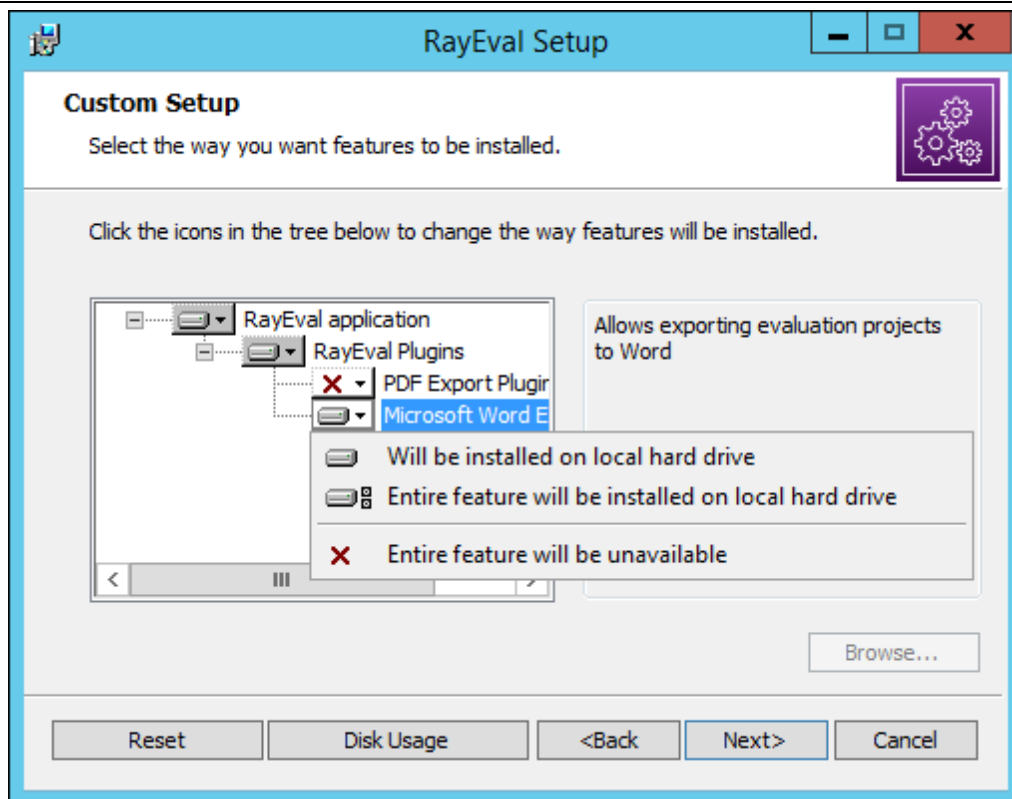 RayEval Setup
Custom Setup
Select the way you want features to be installed.
Click the icons in the tree below to change the way features will be installed.
RayEval application
RayEval Plugins
PDF Export Plugin
Microsoft Word E
Allows exporting evaluation projects
to Word
Will be installed on local hard drive
Entire feature will be installed on local hard drive
Entire feature will be unavailable
Browse...
Reset
Disk Usage
<Back
Next>
Cancel